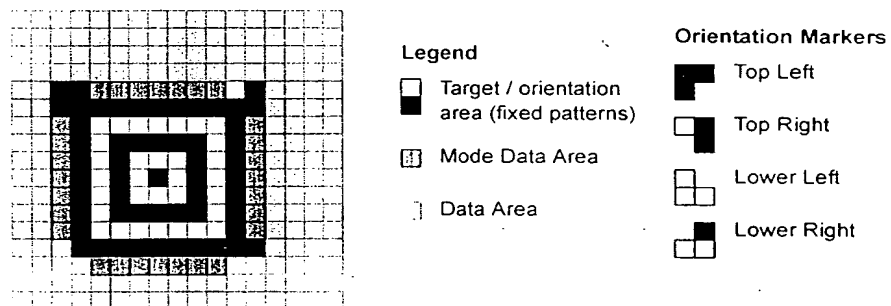 Legend
Target / orientation
area (fixed patterns)
Mode Data Area
Data Area
Orientation Markers
Top Left
Top Right
Lower Left
Lower Right